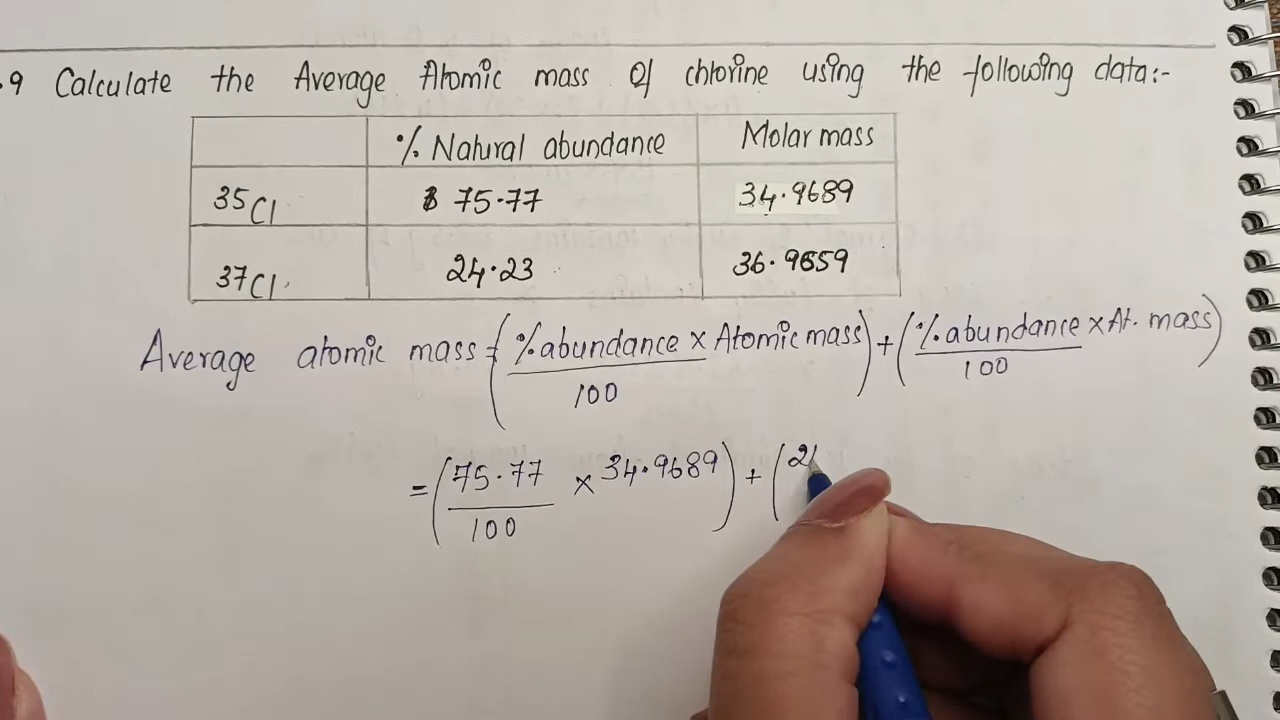 .9 Calculate the Average Atomic mass of chlorine using the following data:-
% Natural abundance Molar mass
35Cl 75.77 34.9689
37Cl 24.23 36.9659
Average atomic mass = (% abundance × Atomic mass) + (% abundance × At. mass)
100 100
= (75.77 × 34.9689) + (2
100